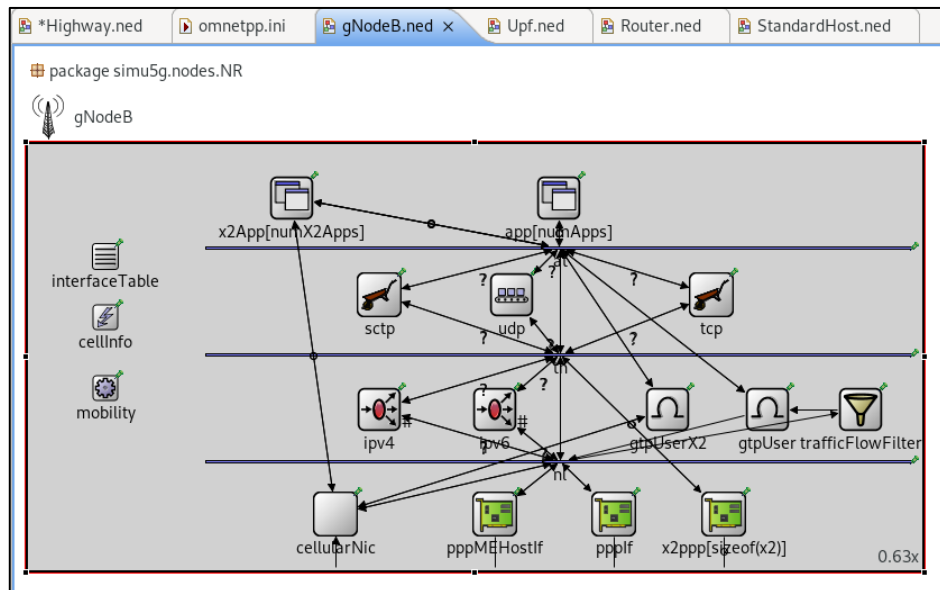 *Highway.ned omnetpp.ini gNodeB.ned Upf.ned Router.ned StandardHost.ned
package simu5g.nodes.NR
gNodeB
x2App[numX2Apps] app[numApps]
at
interfaceTable
? ? ?
sctp udp tcp
cellInfo
? ? ?
th
mobility
? ?
# #
ipv4 ipv6 gtpUserX2 gtpUser trafficFlowFilter
?
nl
cellularNic pppMEHostIf pppIf x2ppp[sizeof(x2)]
0.63x